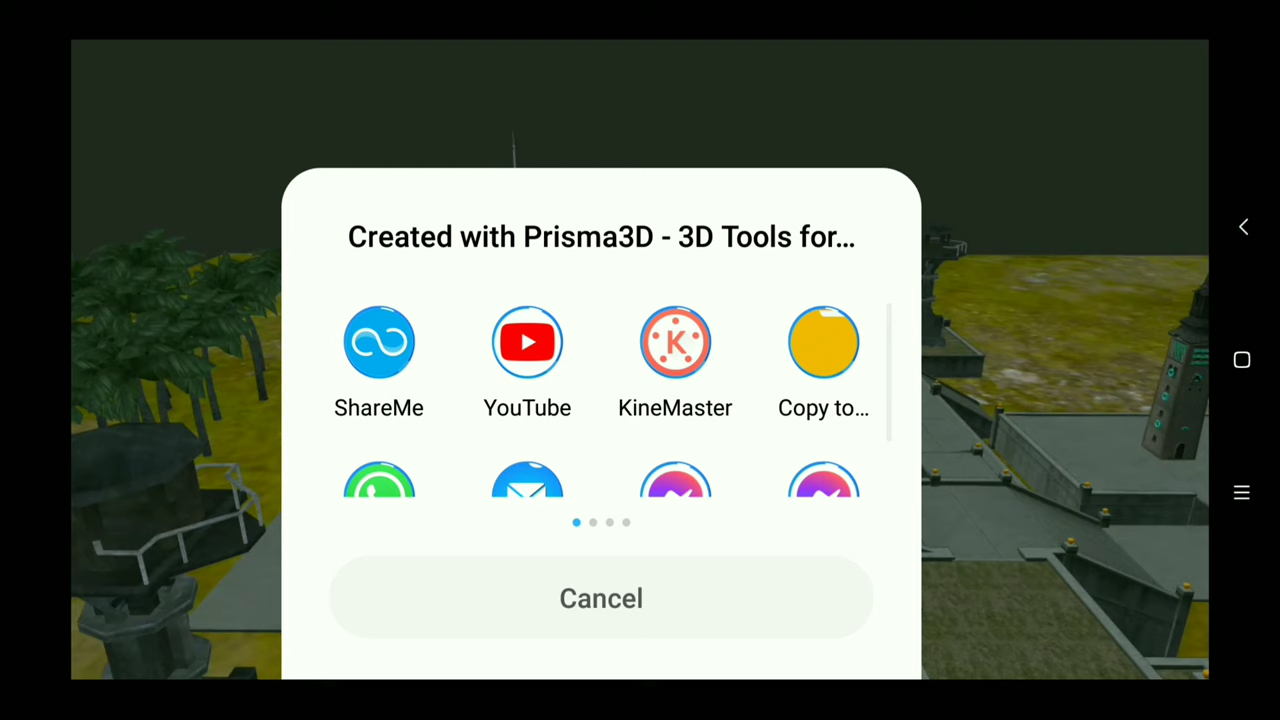 Created with Prisma3D - 3D Tools for...
ShareMe
YouTube
K
KineMaster
Copy to...
Cancel